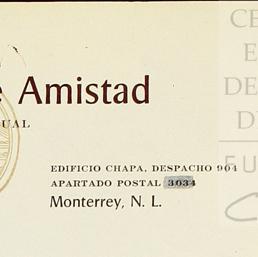 e Amistad
UAL
EDIFICIO CHAPA, DESPACHO 904
APARTADO POSTAL 3034
Monterrey, N. L.
CE
E
DE
D
FU
C